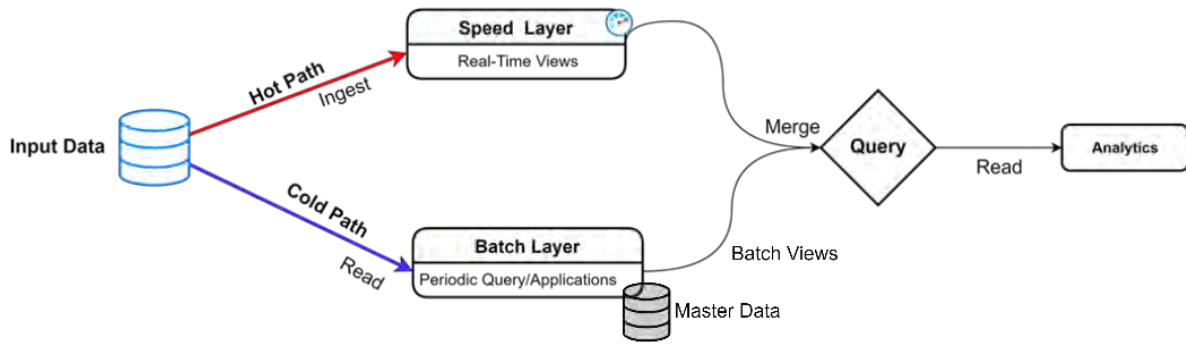 Speed Layer
Real-Time Views
Hot Path
Ingest
Input Data
Merge
Query
Read
Analytics
Cold Path
Read
Batch Layer
Periodic Query/Applications
Batch Views
Master Data